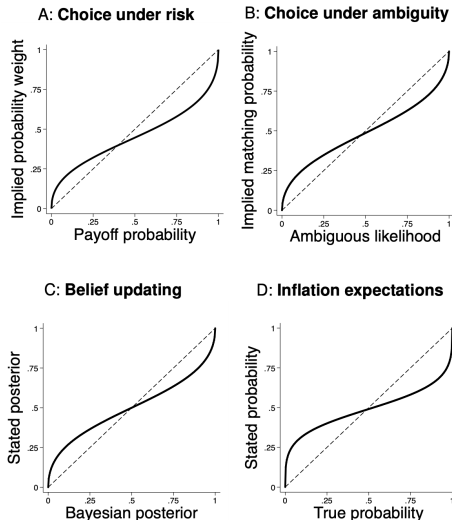 A: Choice under risk
Implied probability weight
1
.75
.5
.25
0
0 .25 .5 .75 1
Payoff probability
B: Choice under ambiguity
Implied matching probability
1
.75
.5
.25
0
0 .25 .5 .75 1
Ambiguous likelihood
C: Belief updating
Stated posterior
1
.75
.5
.25
0
0 .25 .5 .75 1
Bayesian posterior
D: Inflation expectations
Stated probability
1
.75
.5
.25
0
0 .25 .5 .75 1
True probability